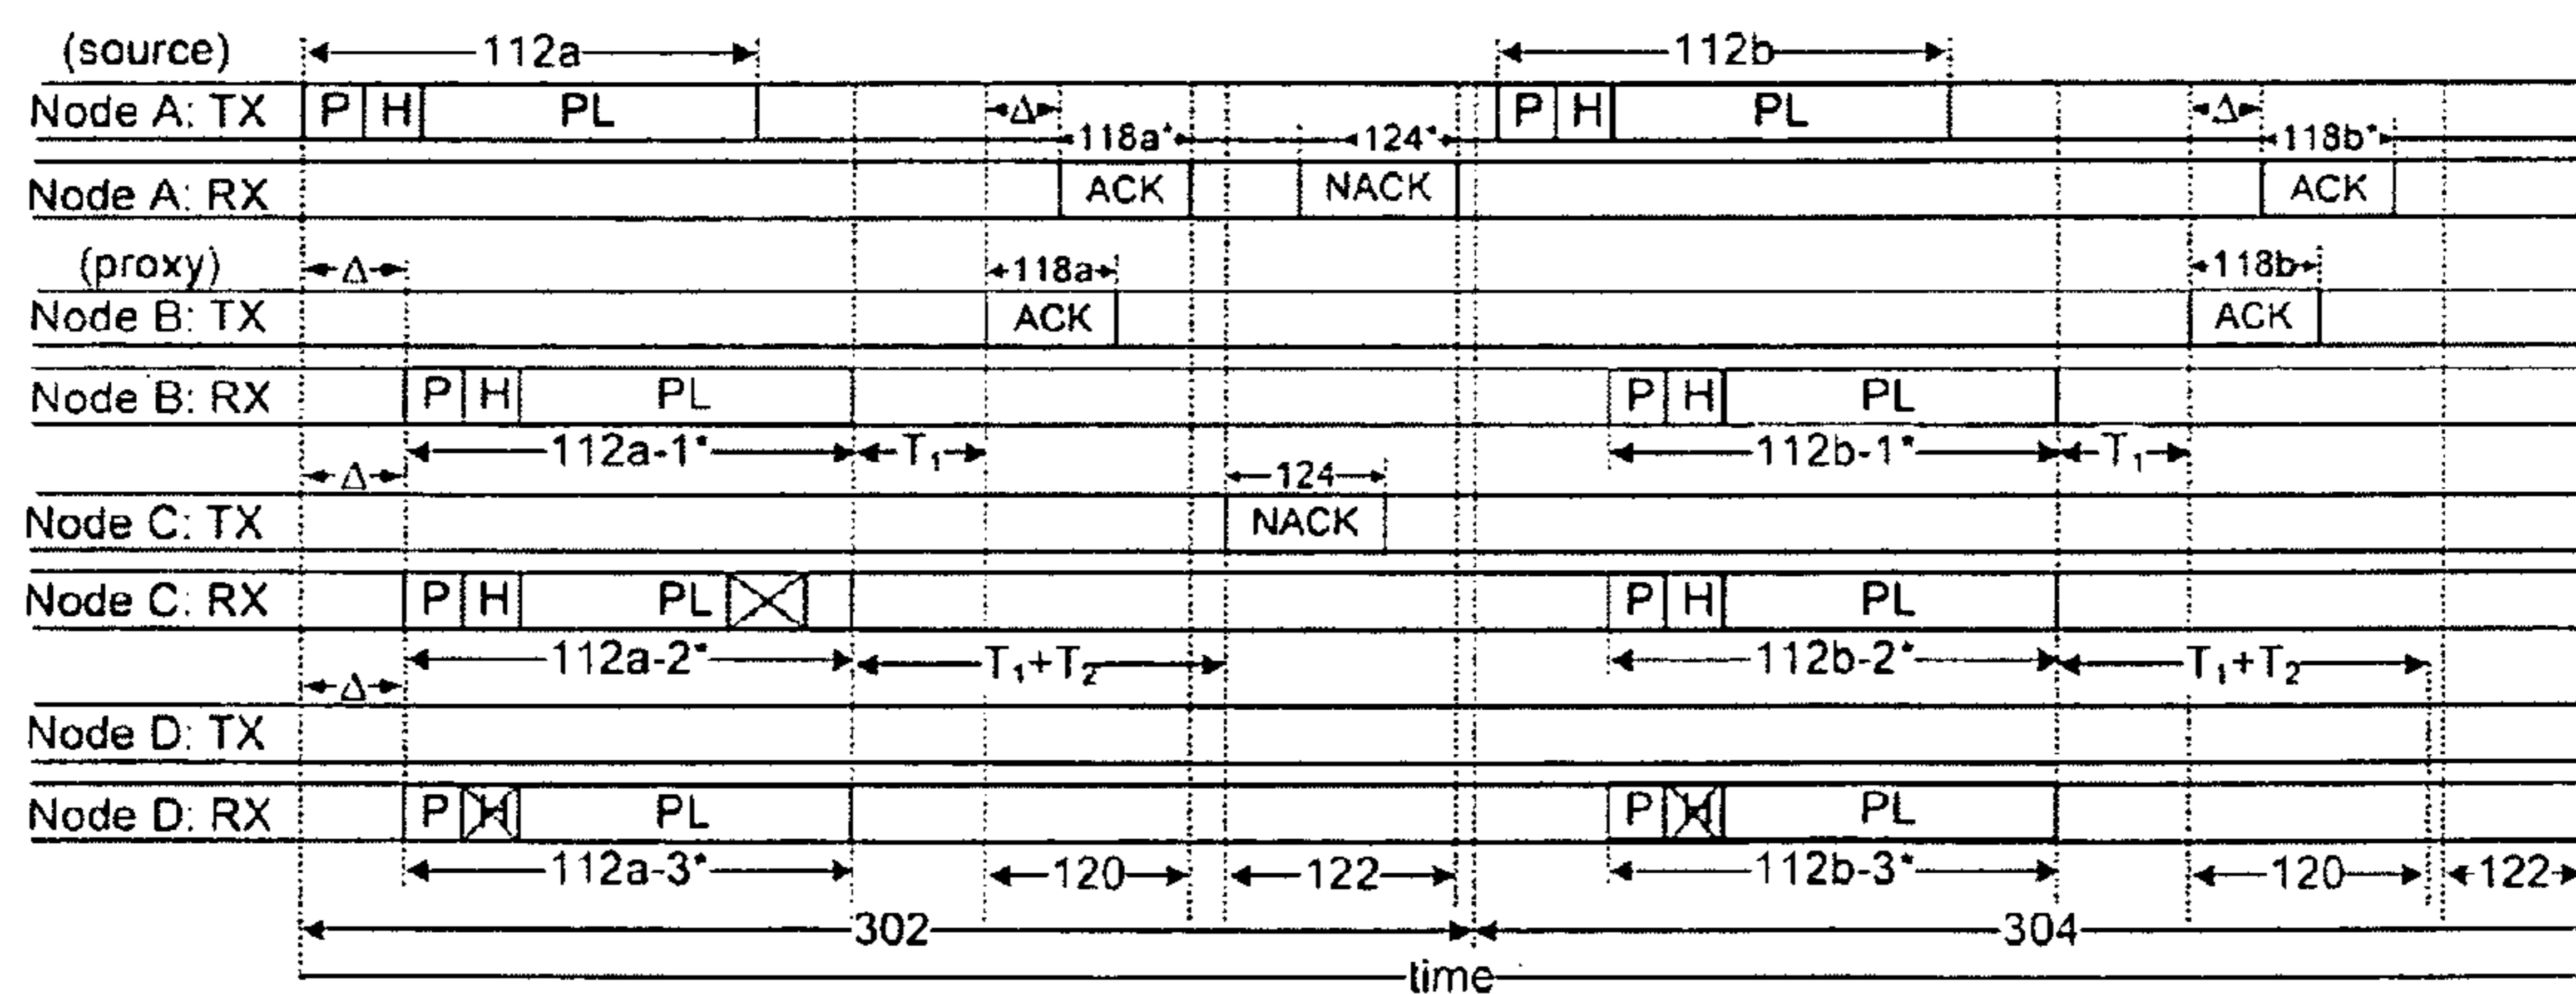 (source) 112a 112b
Node A: TX P H PL Δ P H PL Δ
118a* 124* 118b*
Node A: RX ACK NACK ACK
(proxy) Δ 118a 118b
Node B: TX ACK ACK
Node B: RX P H PL P H PL
112a-1* T1 112b-1* T1
Δ 124
Node C: TX NACK
Node C: RX P H PL P H PL
112a-2* T1+T2 112b-2* T1+T2
Δ
Node D: TX
Node D: RX P H PL P H PL
112a-3* 120 122 112b-3* 120 122
302 304
time